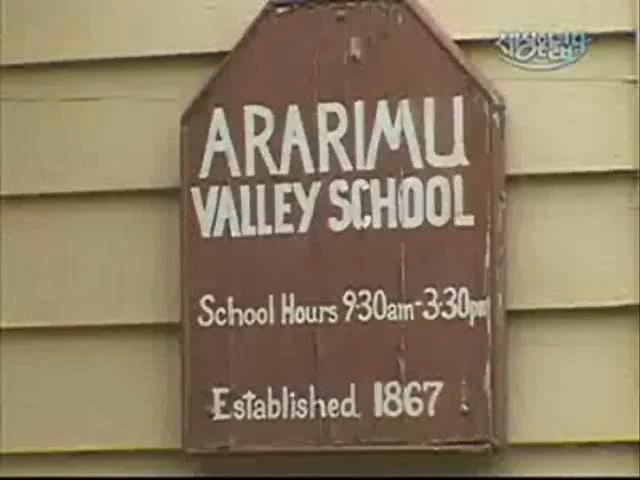 ARARIMU
VALLEY SCHOOL
School Hours 9·30am-3·30pm
Established 1867